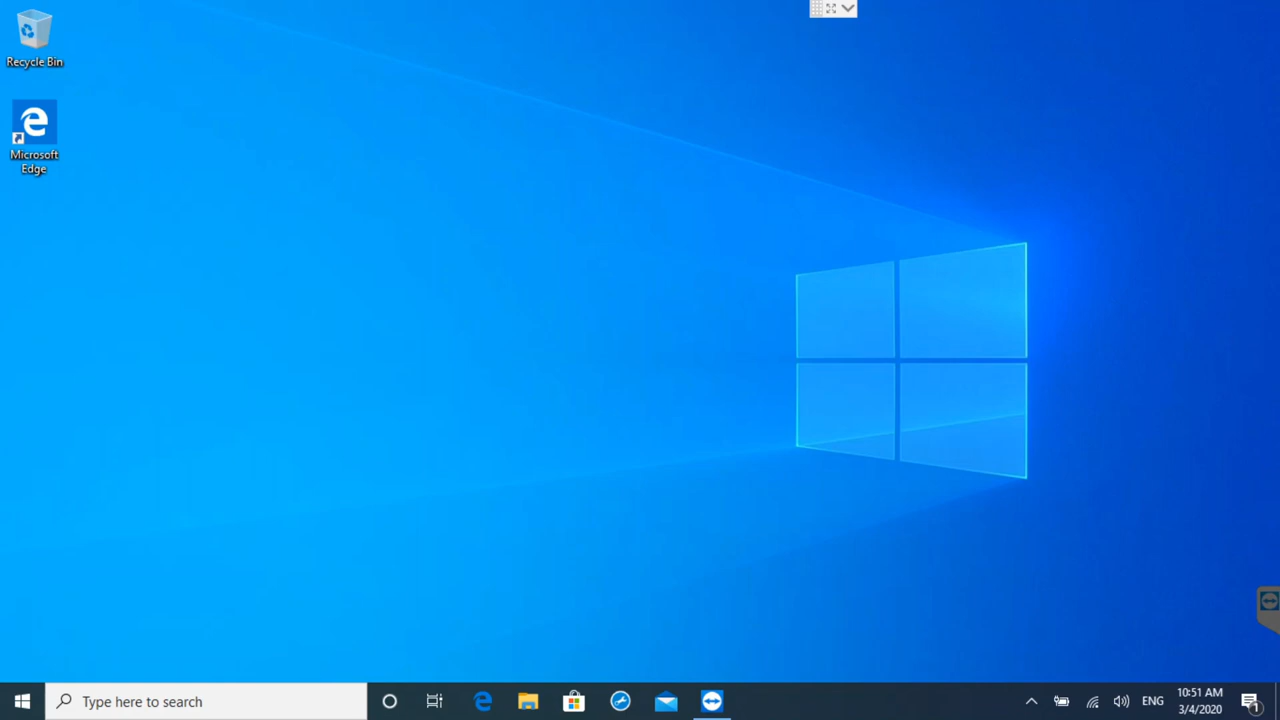 Recycle Bin
Microsoft
Edge
Type here to search
ENG
10:51 AM
3/4/2020
1